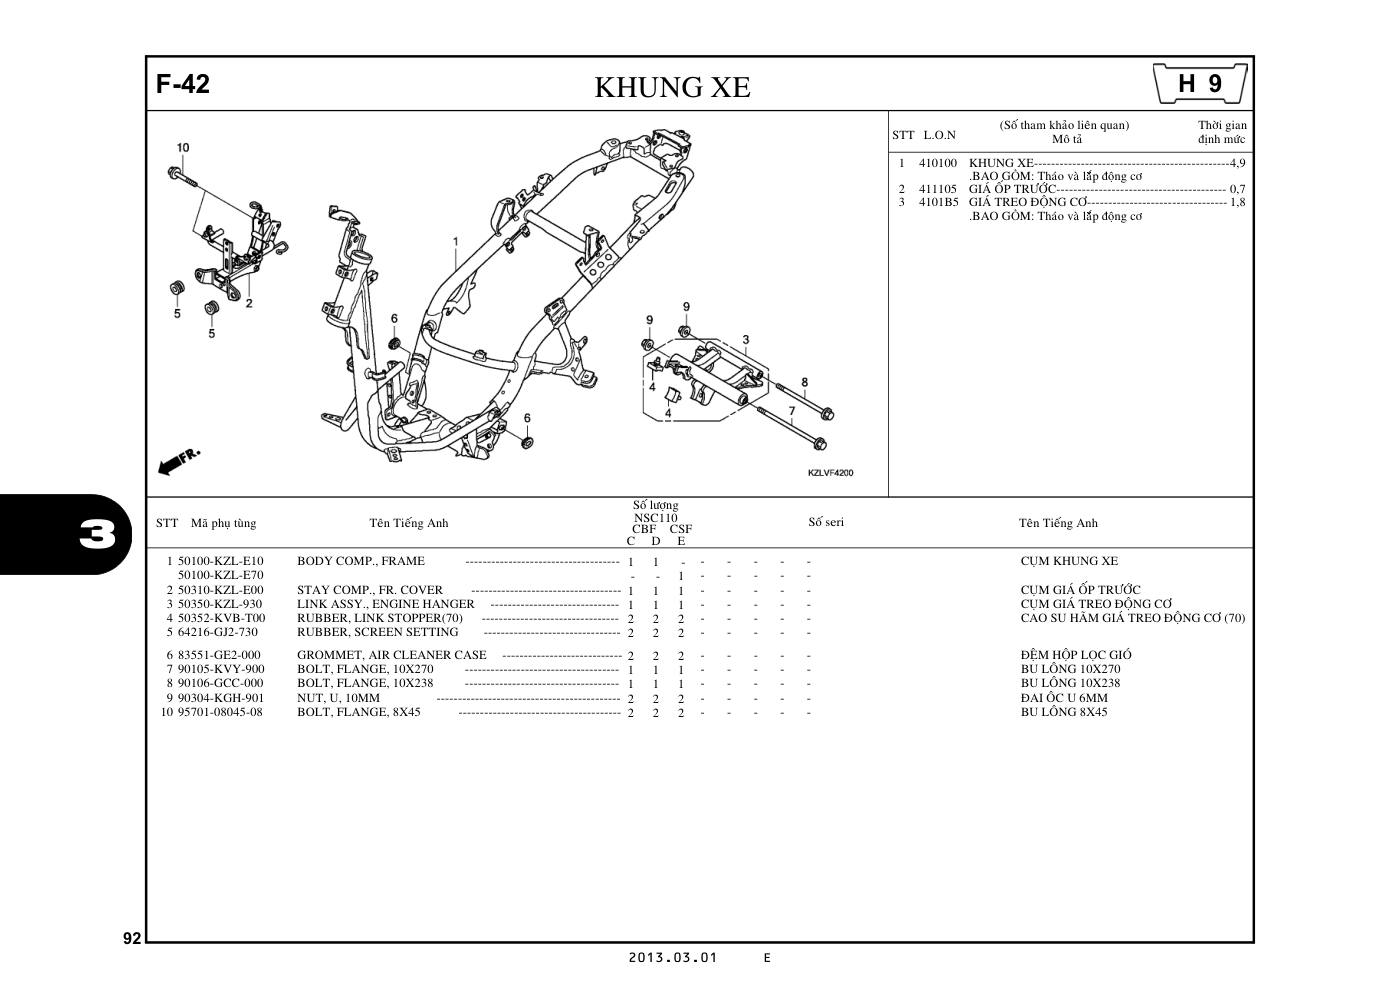 F-42 KHUNG XE H 9
STT L.O.N (Số tham khảo liên quan) Mô tả Thời gian định mức
1 410100 KHUNG XE----------------------------------------------4,9
.BAO GỒM: Tháo và lắp động cơ
2 411105 GIÁ ỐP TRƯỚC---------------------------------------- 0,7
3 4101B5 GIÁ TREO ĐỘNG CƠ--------------------------------- 1,8
.BAO GỒM: Tháo và lắp động cơ
10
1
2
5
5
6
6
9
9
3
4
4
8
7
FR.
KZLVF4200
3
Số lượng
NSC110
STT Mã phụ tùng Tên Tiếng Anh CBF CSF Số seri Tên Tiếng Anh
C D E
1 50100-KZL-E10 BODY COMP., FRAME ------------------------------------- 1 1 - - - - - - CỤM KHUNG XE
50100-KZL-E70 - - 1 - - - - -
2 50310-KZL-E00 STAY COMP., FR. COVER ------------------------------------ 1 1 1 - - - - - CỤM GIÁ ỐP TRƯỚC
3 50350-KZL-930 LINK ASSY., ENGINE HANGER ------------------------------- 1 1 1 - - - - - CỤM GIÁ TREO ĐỘNG CƠ
4 50352-KVB-T00 RUBBER, LINK STOPPER(70) --------------------------------- 2 2 2 - - - - - CAO SU HÃM GIÁ TREO ĐỘNG CƠ (70)
5 64216-GJ2-730 RUBBER, SCREEN SETTING --------------------------------- 2 2 2 - - - - -
6 83551-GE2-000 GROMMET, AIR CLEANER CASE ----------------------------- 2 2 2 - - - - - ĐỆM HỘP LỌC GIÓ
7 90105-KVY-900 BOLT, FLANGE, 10X270 ------------------------------------- 1 1 1 - - - - - BU LÔNG 10X270
8 90106-GCC-000 BOLT, FLANGE, 10X238 ------------------------------------- 1 1 1 - - - - - BU LÔNG 10X238
9 90304-KGH-901 NUT, U, 10MM -------------------------------------------- 2 2 2 - - - - - ĐAI ÔC U 6MM
10 95701-08045-08 BOLT, FLANGE, 8X45 --------------------------------------- 2 2 2 - - - - - BU LÔNG 8X45
92
2013.03.01 E